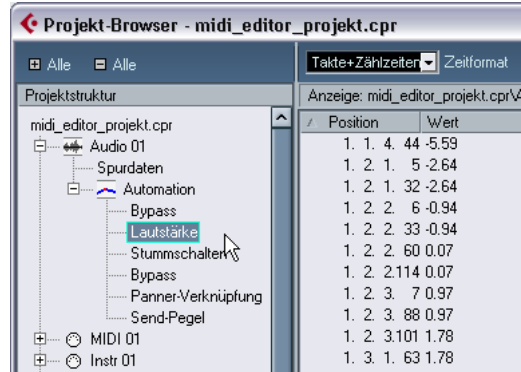 Projekt-Browser - midi_editor_projekt.cpr
Alle Alle
Takte+Zählzeiten Zeitformat
Projektstruktur
Anzeige: midi_editor_projekt.cpr\A
Position Wert
midi_editor_projekt.cpr
Audio 01
Spurdaten
Automation
Bypass
Lautstärke
Stummschalten
Bypass
Panner-Verknüpfung
Send-Pegel
MIDI 01
Instr 01
1. 1. 4. 44 -5.59
1. 2. 1. 5 -2.64
1. 2. 1. 32 -2.64
1. 2. 2. 6 -0.94
1. 2. 2. 33 -0.94
1. 2. 2. 60 0.07
1. 2. 2.114 0.07
1. 2. 3. 7 0.97
1. 2. 3. 88 0.97
1. 2. 3.101 1.78
1. 3. 1. 63 1.78